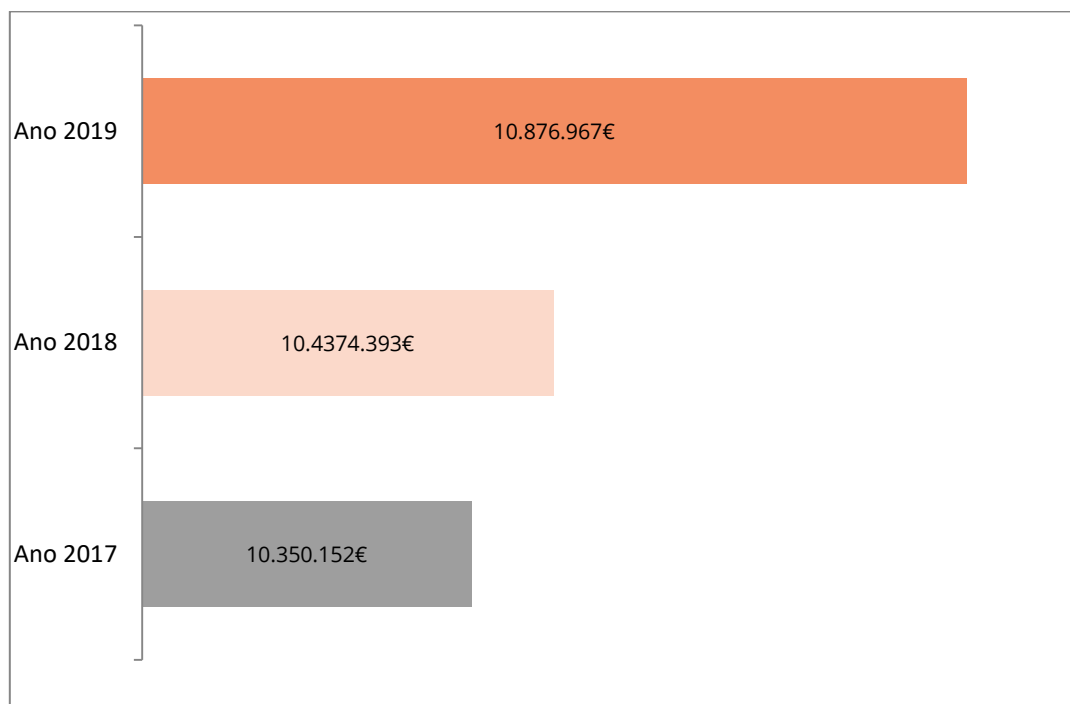 Ano 2019
10.876.967€
Ano 2018
10.4374.393€
Ano 2017
10.350.152€